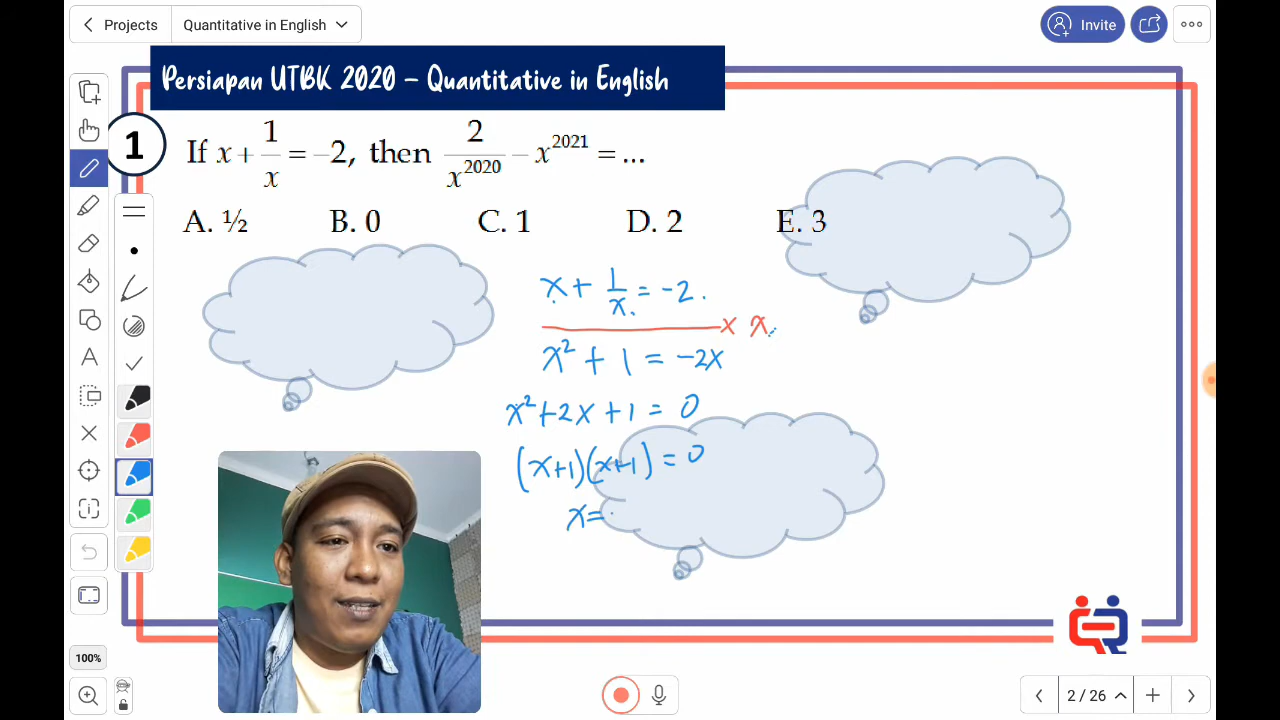 Projects
Quantitative in English
Invite
Persiapan UTBK 2020 – Quantitative in English
1
If x + 1/x = –2, then 2/x^2020 – x^2021 = ...
A. ½ B. 0 C. 1 D. 2 E. 3
x + 1/x = -2.
x x
x² + 1 = -2x
x² + 2x + 1 = 0
(x+1)(x+1) = 0
x =
100%
2 / 26